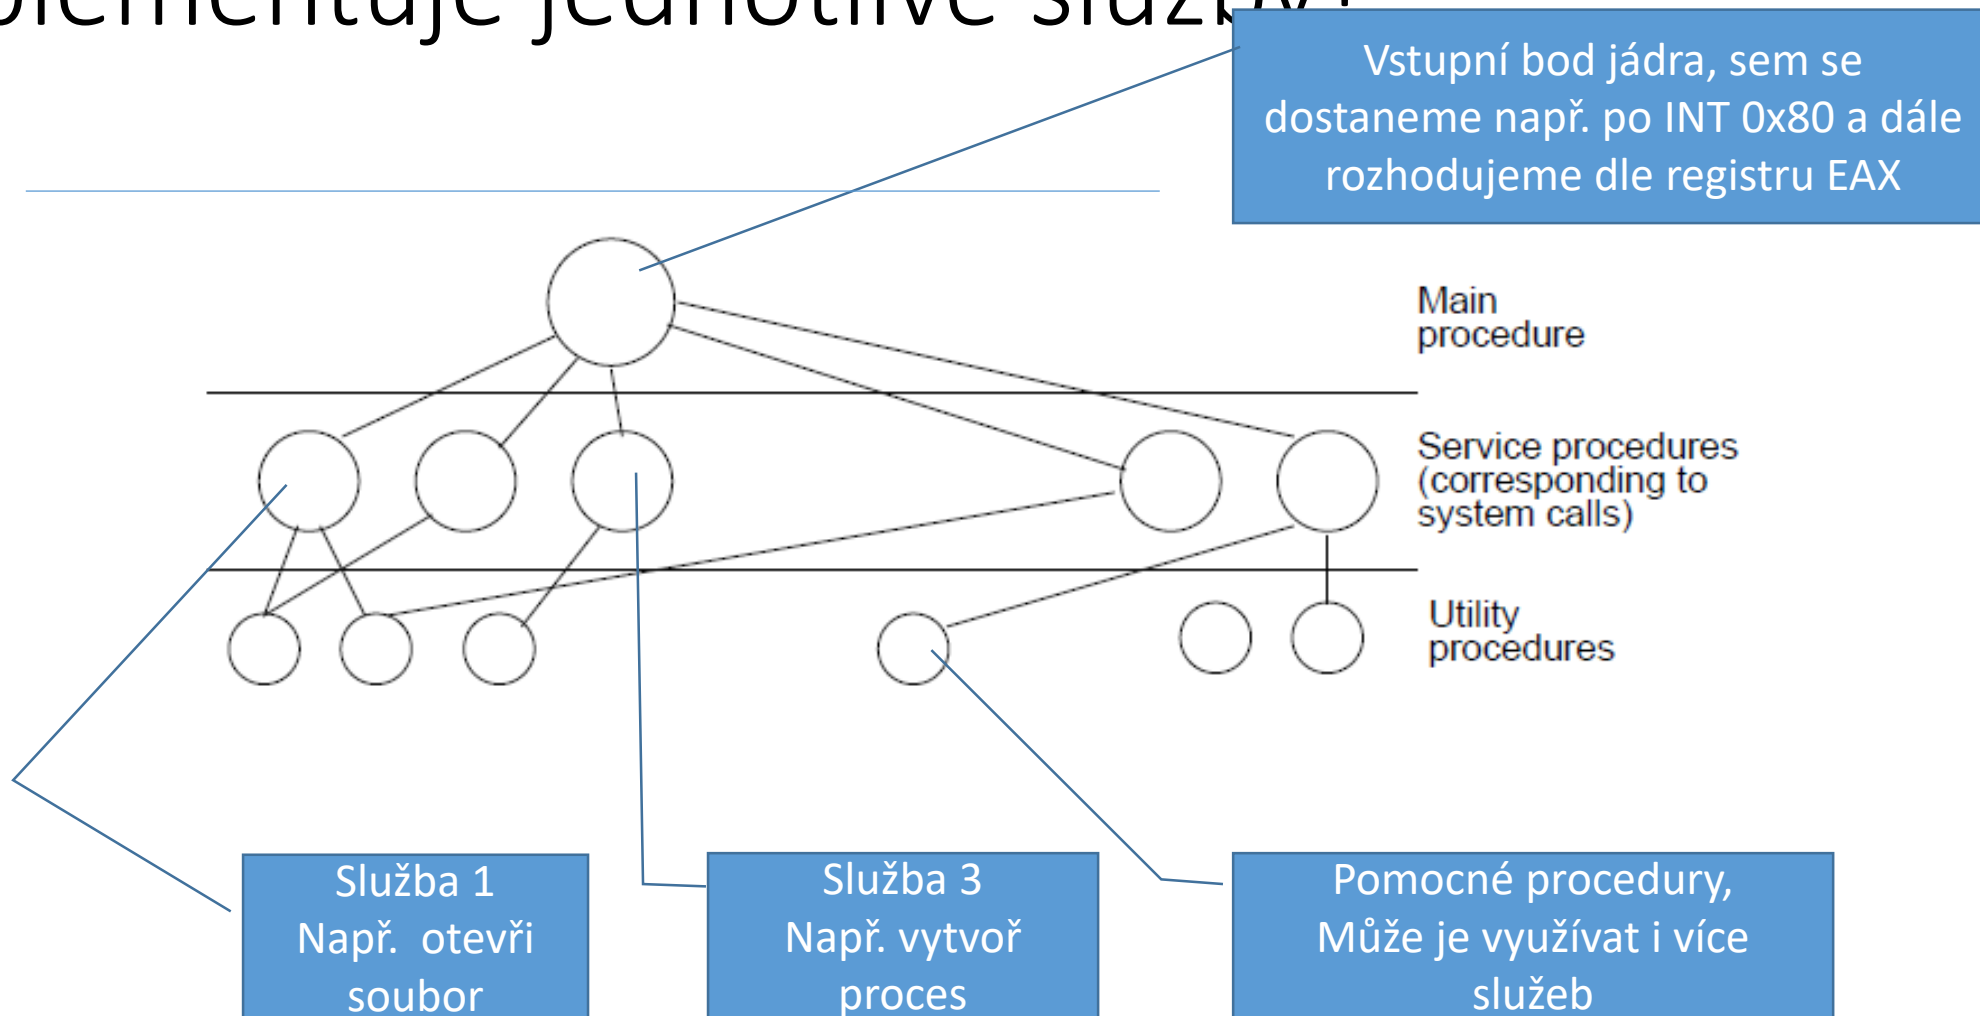 jednotlivé
Vstupní bod jádra, sem se
dostaneme např. po INT 0x80 a dále
rozhodujeme dle registru EAX
Main
procedure
Service procedures
(corresponding to
system calls)
Utility
procedures
Služba 1
Např. otevři
soubor
Služba 3
Např. vytvoř
proces
Pomocné procedury,
Může je využívat i více
služeb